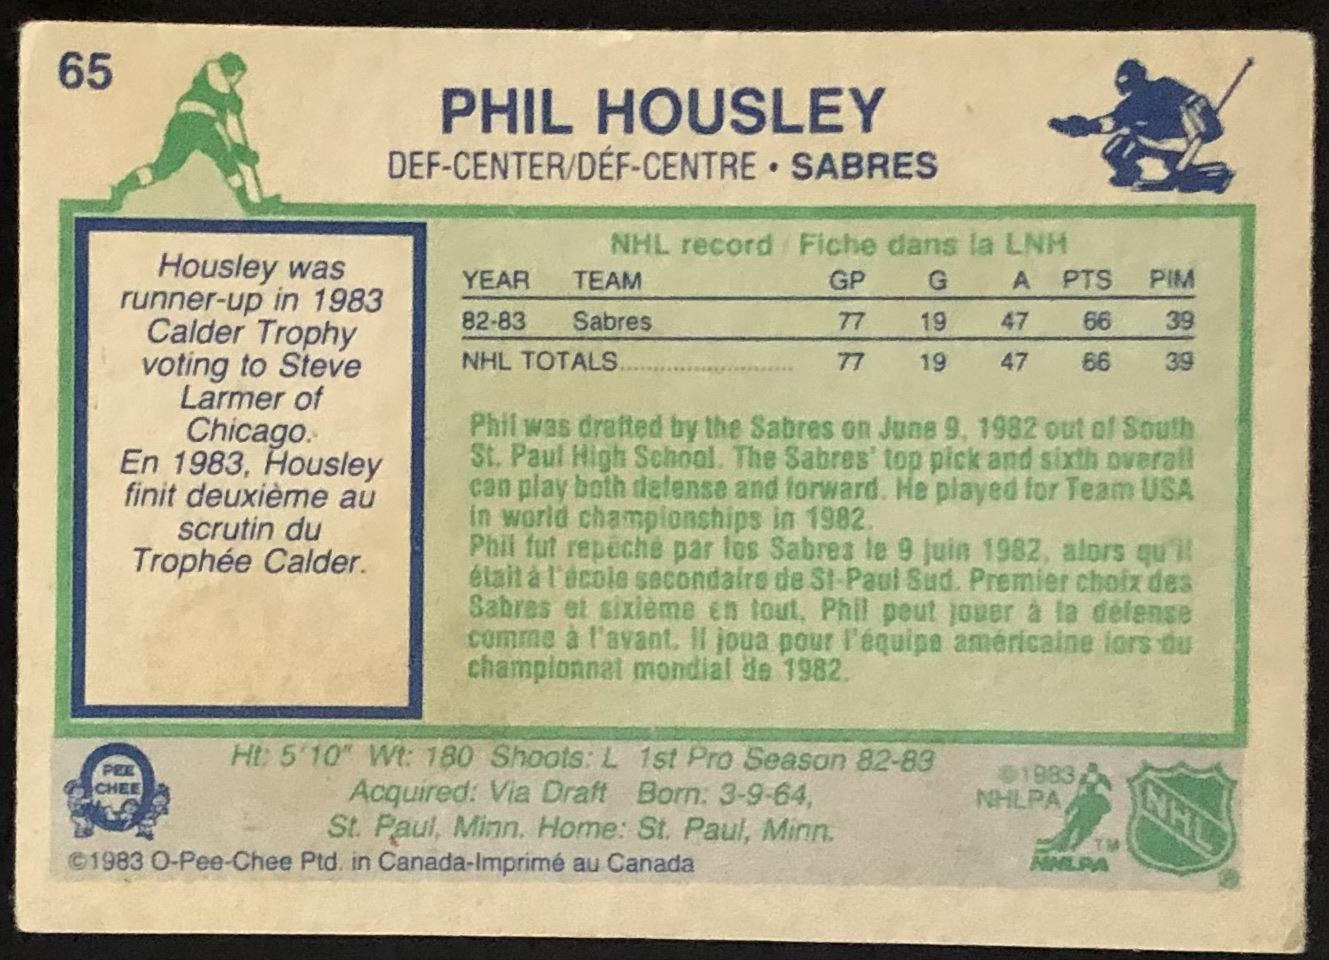 65
PHIL HOUSLEY
DEF-CENTER/DÉF-CENTRE • SABRES
Housley was
runner-up in 1983
Calder Trophy
voting to Steve
Larmer of
Chicago.
En 1983, Housley
finit deuxième au
scrutin du
Trophée Calder.
NHL record / Fiche dans la LNH
YEAR TEAM GP G A PTS PIM
82-83 Sabres 77 19 47 66 39
NHL TOTALS.......................... 77 19 47 66 39
Phil was drafted by the Sabres on June 9, 1982 out of South
St. Paul High School. The Sabres' top pick and sixth overall
can play both defense and forward. He played for Team USA
in world championships in 1982.
Phil fut repêché par les Sabres le 9 juin 1982, alors qu'il
était à l'école secondaire de St-Paul Sud. Premier choix des
Sabres et sixième en tout, Phil peut jouer à la défense
comme à l'avant. Il joua pour l'équipe américaine lors du
championnat mondial de 1982.
Ht: 5'10" Wt: 180 Shoots: L 1st Pro Season 82-83
Acquired: Via Draft Born: 3-9-64,
St. Paul, Minn. Home: St. Paul, Minn.
©1983 O-Pee-Chee Ptd. in Canada-Imprimé au Canada
PEE
CHEE
©1983
NHLPA
TM
NHLPA
NHL
®